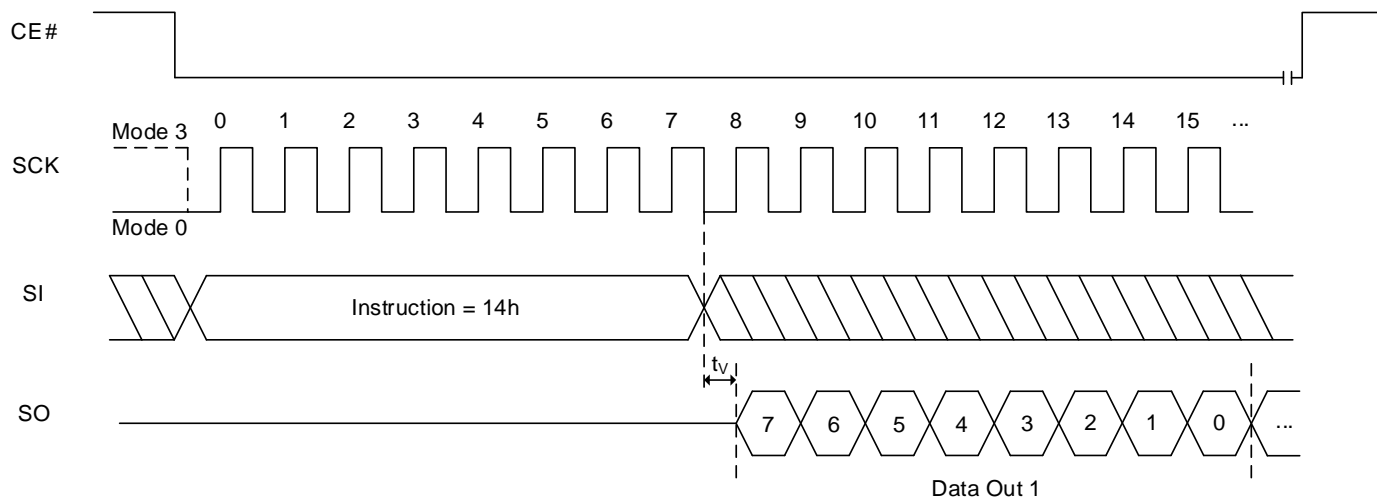 CE#
Mode 3 0 1 2 3 4 5 6 7 8 9 10 11 12 13 14 15 ...
SCK
Mode 0
SI Instruction = 14h
tV
SO 7 6 5 4 3 2 1 0 ...
Data Out 1